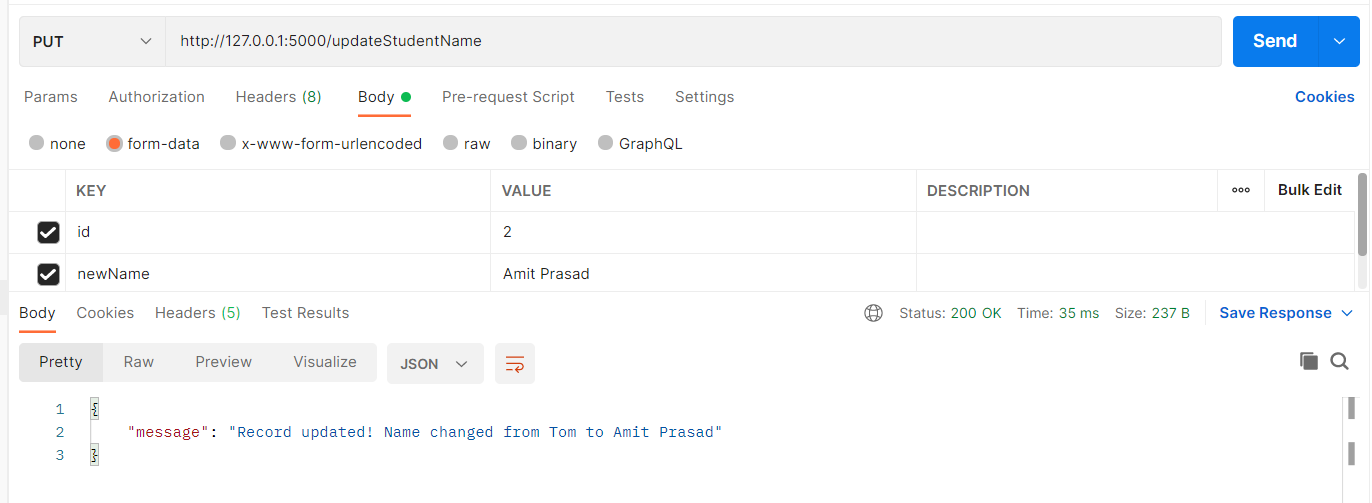 PUT http://127.0.0.1:5000/updateStudentName Send
Params Authorization Headers (8) Body Pre-request Script Tests Settings Cookies
none form-data x-www-form-urlencoded raw binary GraphQL
KEY VALUE DESCRIPTION ooo Bulk Edit
id 2
newName Amit Prasad
Body Cookies Headers (5) Test Results Status: 200 OK Time: 35 ms Size: 237 B Save Response
Pretty Raw Preview Visualize JSON
1 {
2 "message": "Record updated! Name changed from Tom to Amit Prasad"
3 }